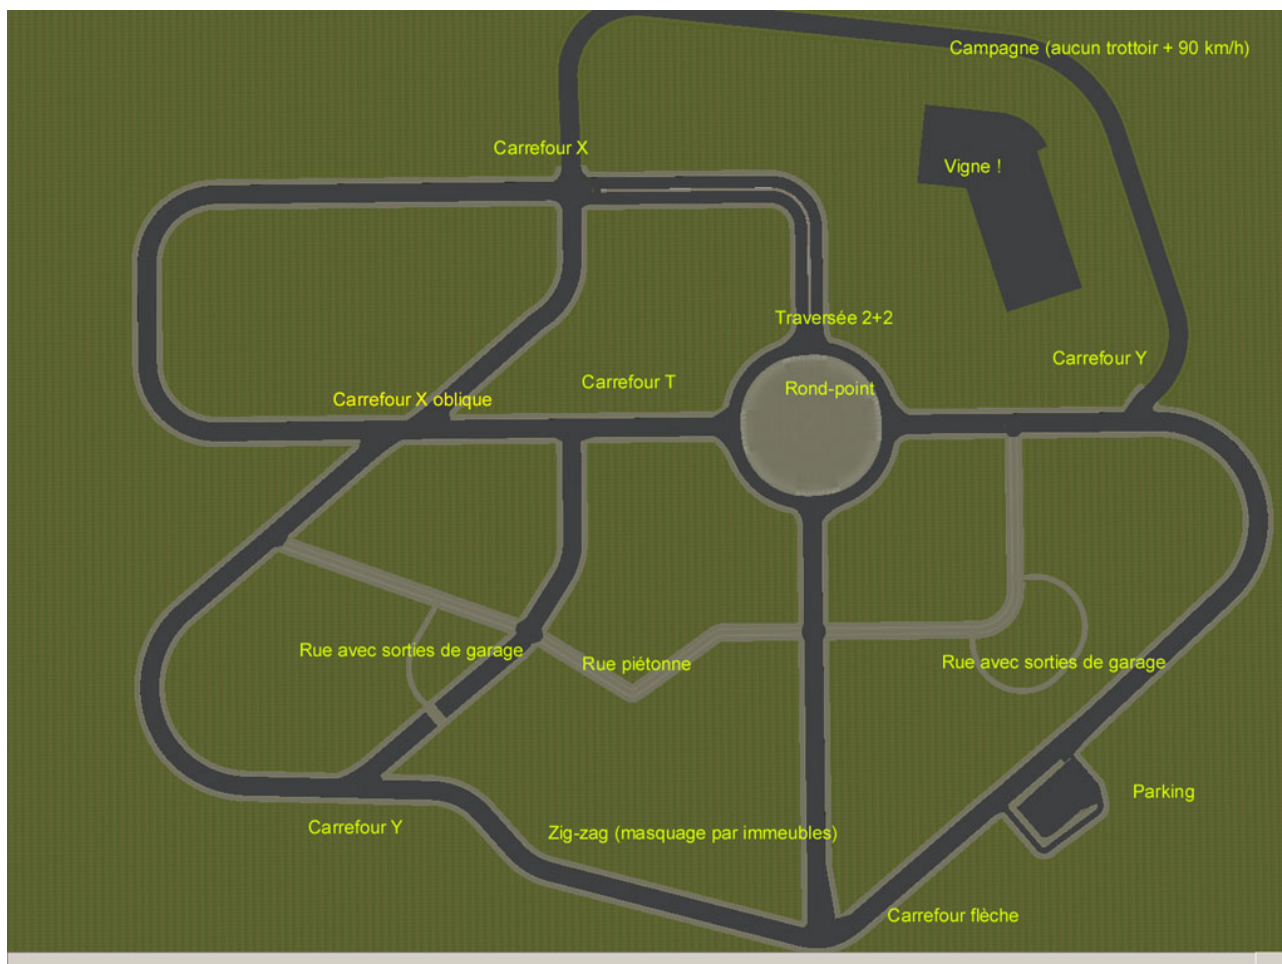 Campagne (aucun trottoir + 90 km/h)
Carrefour X
Vigne !
Traversée 2+2
Carrefour Y
Carrefour T
Rond-point
Carrefour X oblique
Rue avec sorties de garage
Rue piétonne
Rue avec sorties de garage
Parking
Carrefour Y
Zig-zag (masquage par immeubles)
Carrefour flèche